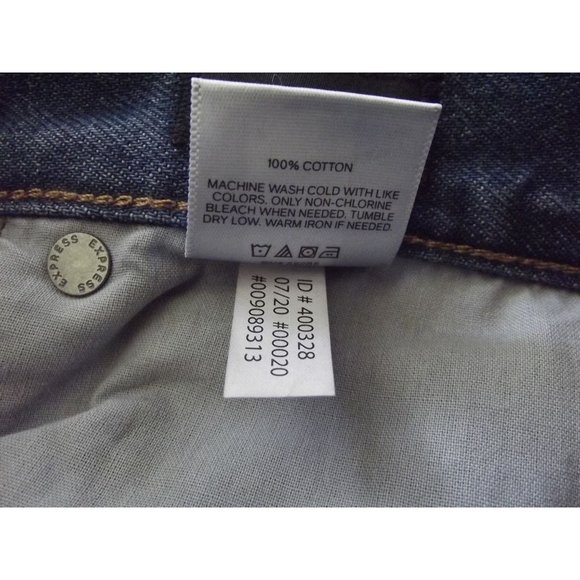 100% COTTON
MACHINE WASH COLD WITH LIKE
COLORS. ONLY NON-CHLORINE
BLEACH WHEN NEEDED. TUMBLE
DRY LOW. WARM IRON IF NEEDED.
EXPRESS EXPRESS
ID # 400328
07/20 #00020
#009089313